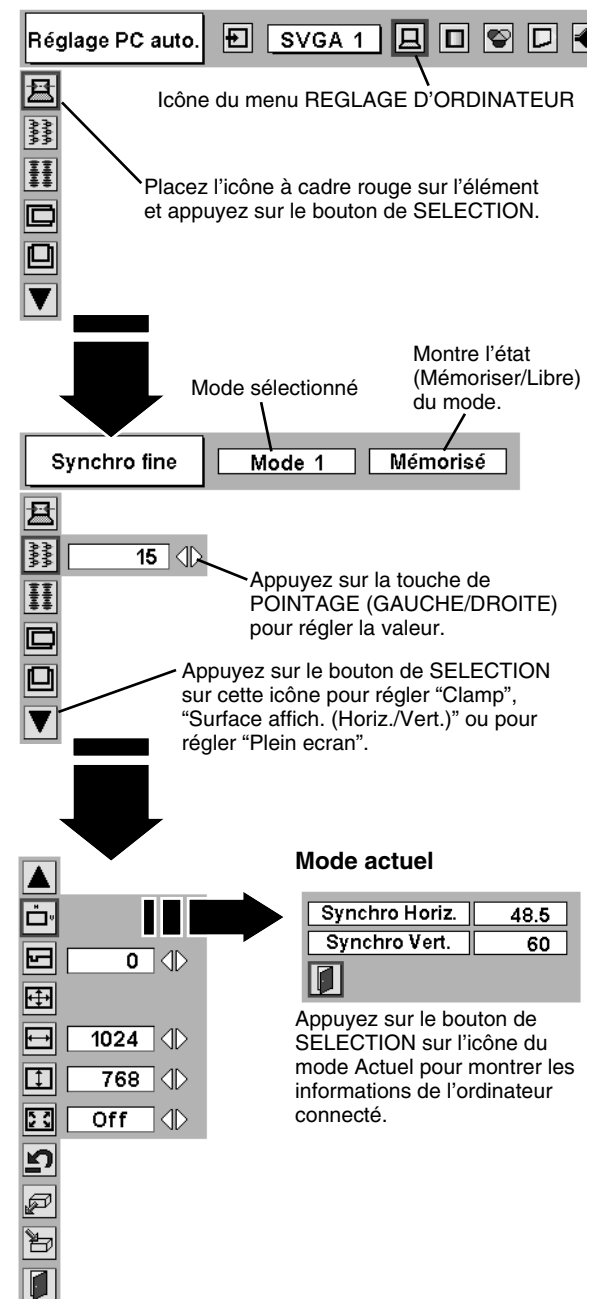 Réglage PC auto.
SVGA 1
Icône du menu REGLAGE D’ORDINATEUR
Placez l’icône à cadre rouge sur l’élément
et appuyez sur le bouton de SELECTION.
Montre l’état
(Mémoriser/Libre)
du mode.
Mode sélectionné
Synchro fine
Mode 1
Mémorisé
15
Appuyez sur la touche de
POINTAGE (GAUCHE/DROITE)
pour régler la valeur.
Appuyez sur le bouton de SELECTION
sur cette icône pour régler “Clamp”,
“Surface affich. (Horiz./Vert.)” ou pour
régler “Plein ecran”.
Mode actuel
H
V
Synchro Horiz. 48.5
Synchro Vert. 60
0
1024
768
Off
Appuyez sur le bouton de
SELECTION sur l’icône du
mode Actuel pour montrer les
informations de l’ordinateur
connecté.